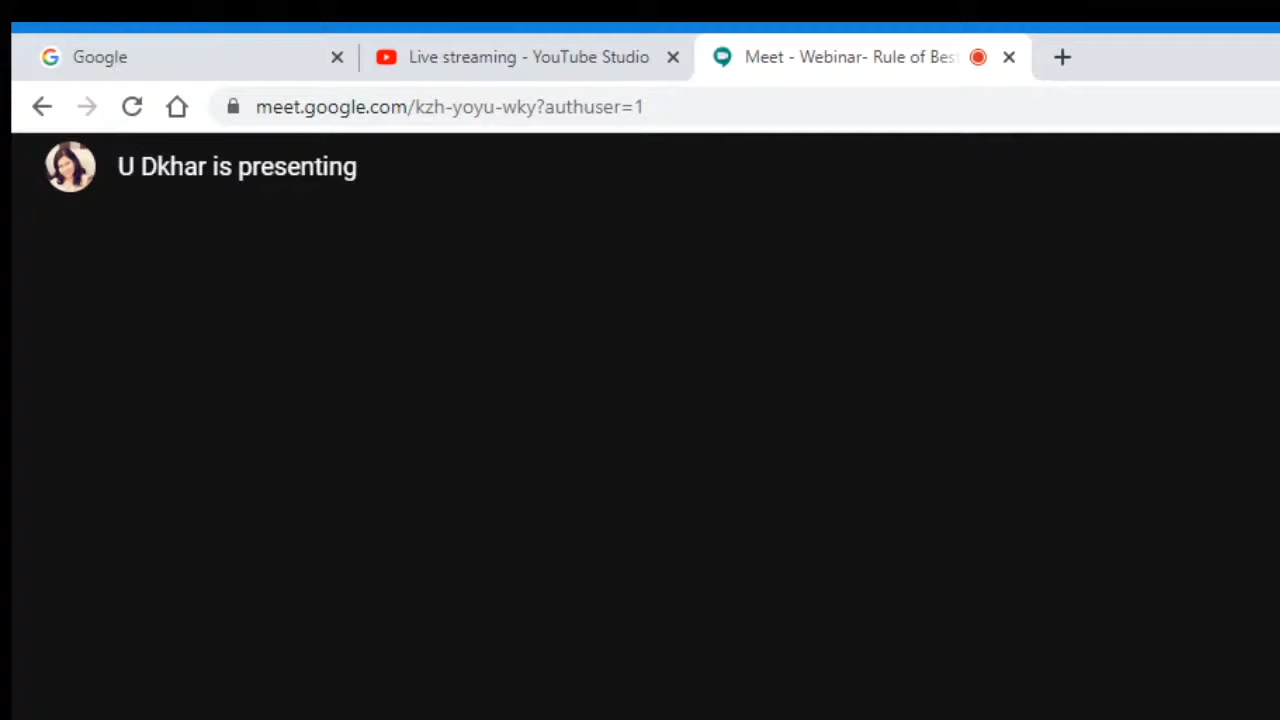 Google
Live streaming - YouTube Studio
Meet - Webinar- Rule of Bes
meet.google.com/kzh-yoyu-wky?authuser=1
U Dkhar is presenting